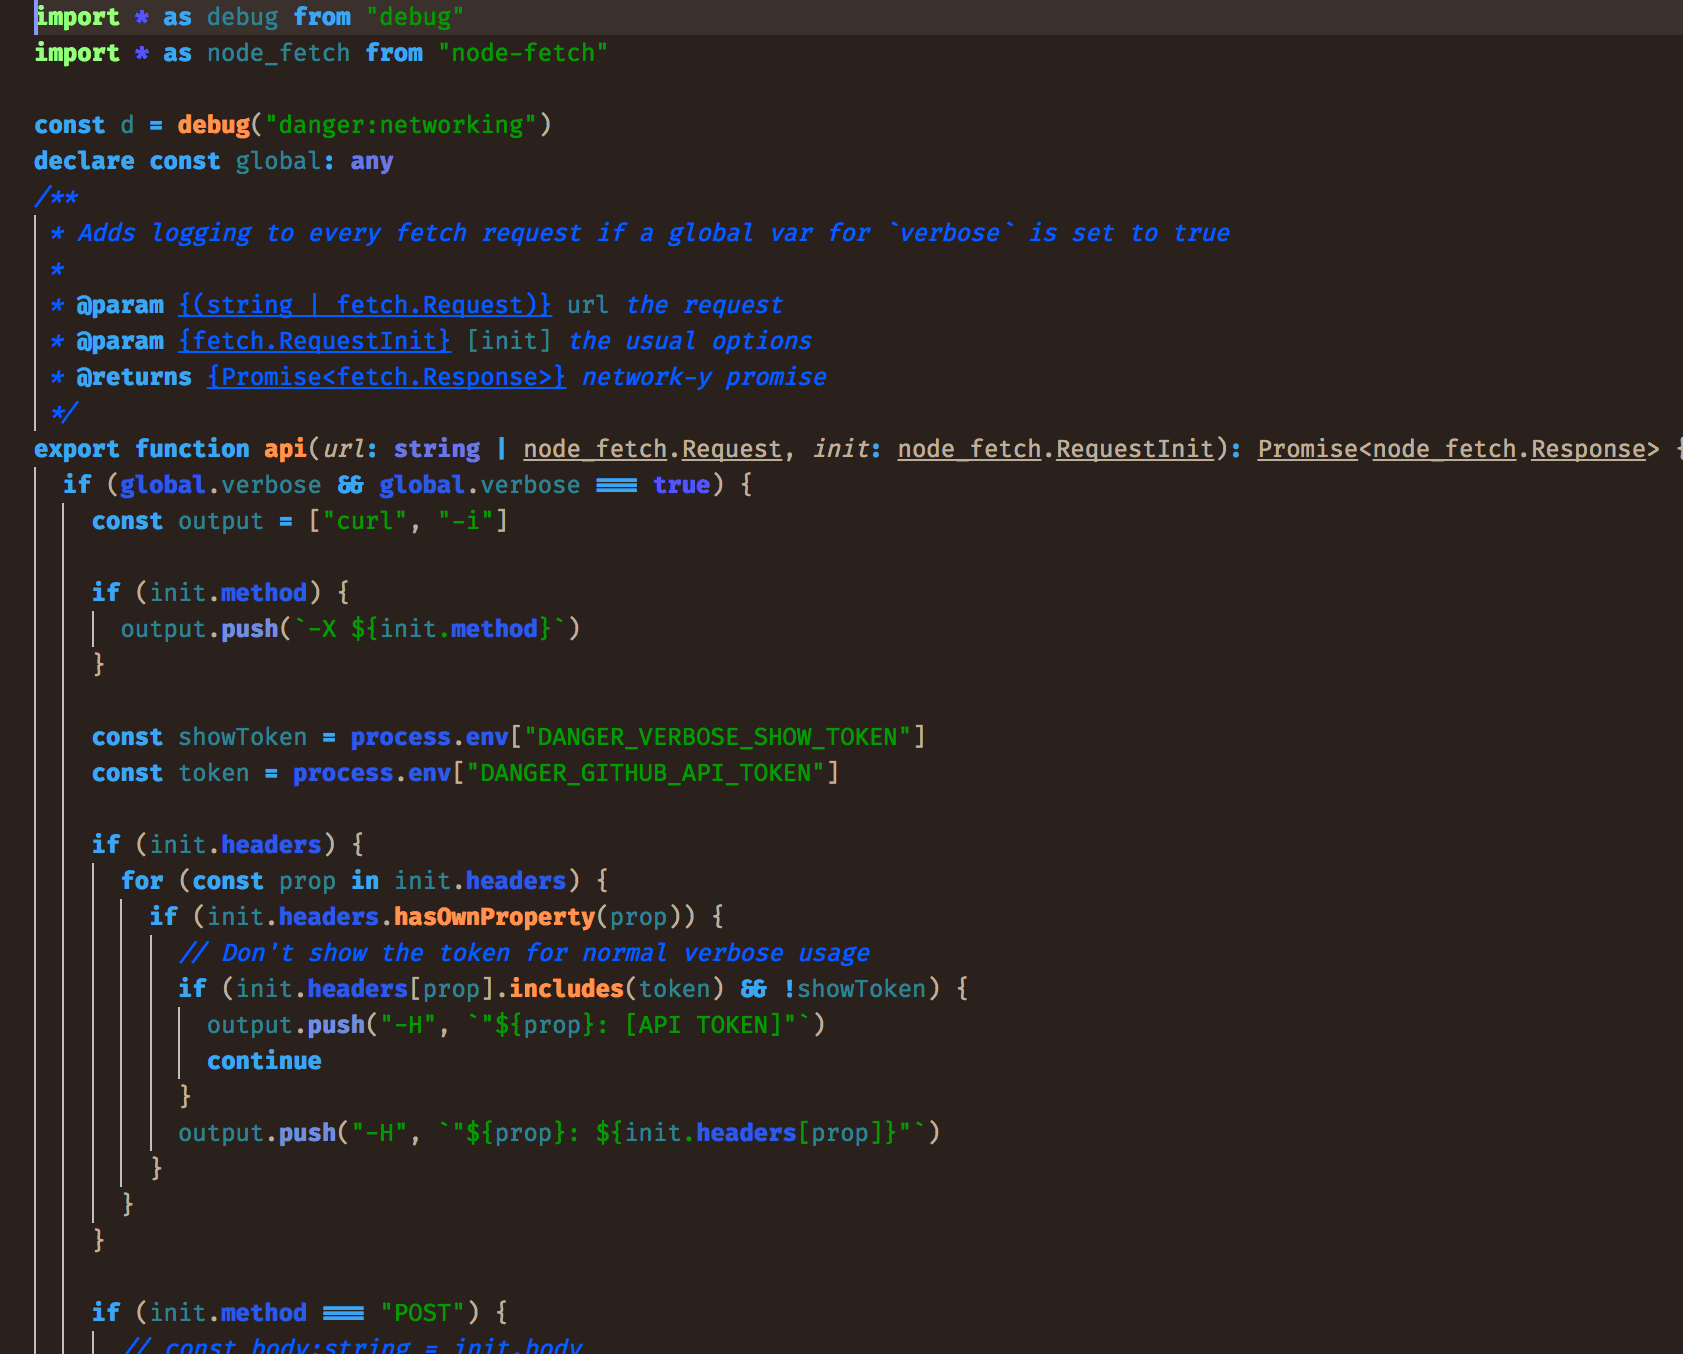 import * as debug from "debug"
import * as node_fetch from "node-fetch"

const d = debug("danger:networking")
declare const global: any
/**
 * Adds logging to every fetch request if a global var for `verbose` is set to true
 *
 * @param {(string | fetch.Request)} url the request
 * @param {fetch.RequestInit} [init] the usual options
 * @returns {Promise<fetch.Response>} network-y promise
 */
export function api(url: string | node_fetch.Request, init: node_fetch.RequestInit): Promise<node_fetch.Response> {
  if (global.verbose && global.verbose === true) {
    const output = ["curl", "-i"]

    if (init.method) {
      output.push(`-X ${init.method}`)
    }

    const showToken = process.env["DANGER_VERBOSE_SHOW_TOKEN"]
    const token = process.env["DANGER_GITHUB_API_TOKEN"]

    if (init.headers) {
      for (const prop in init.headers) {
        if (init.headers.hasOwnProperty(prop)) {
          // Don't show the token for normal verbose usage
          if (init.headers[prop].includes(token) && !showToken) {
            output.push("-H", `"${prop}: [API TOKEN]"`)
            continue
          }
          output.push("-H", `"${prop}: ${init.headers[prop]}"`)
        }
      }
    }

    if (init.method === "POST") {
      // const body:string = init.body